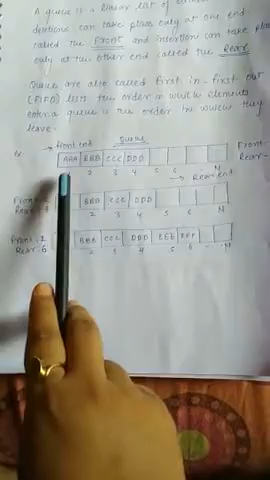 A queue is a linear list of
deletions can take place only at one end
called the Front and insertion can take plac
only at the other end called the Rear
Queue are also called First in-first out
(FIFO) lists the order in which elements
enter a queue is the order in which they
leave.
Queue
ex Front end Front-
AAA BBB CCC DDD Rear-
2 3 4 5 6 N
Rear end
BBB CCC DDD
2 3 4 5 6 N
Front
Rear. 6
BBB CCC DDD EEE FFF
2 3 4 5 6 N